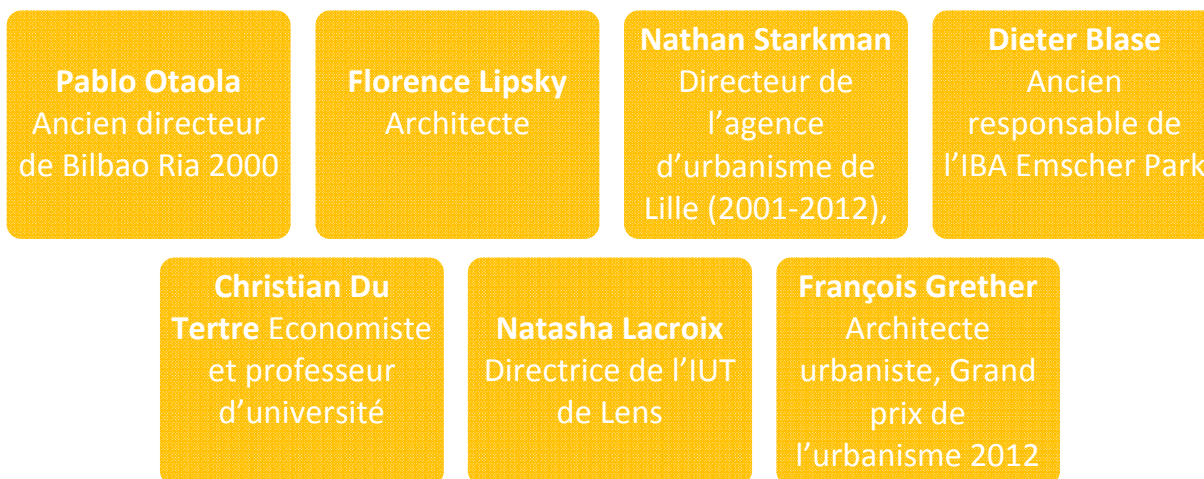 Pablo Otaola
Ancien directeur
de Bilbao Ria 2000
Florence Lipsky
Architecte
Nathan Starkman
Directeur de
l’agence
d’urbanisme de
Lille (2001-2012),
Dieter Blase
Ancien
responsable de
l’IBA Emscher Park
Christian Du
Tertre Economiste
et professeur
d’université
Natasha Lacroix
Directrice de l’IUT
de Lens
François Grether
Architecte
urbaniste, Grand
prix de
l’urbanisme 2012